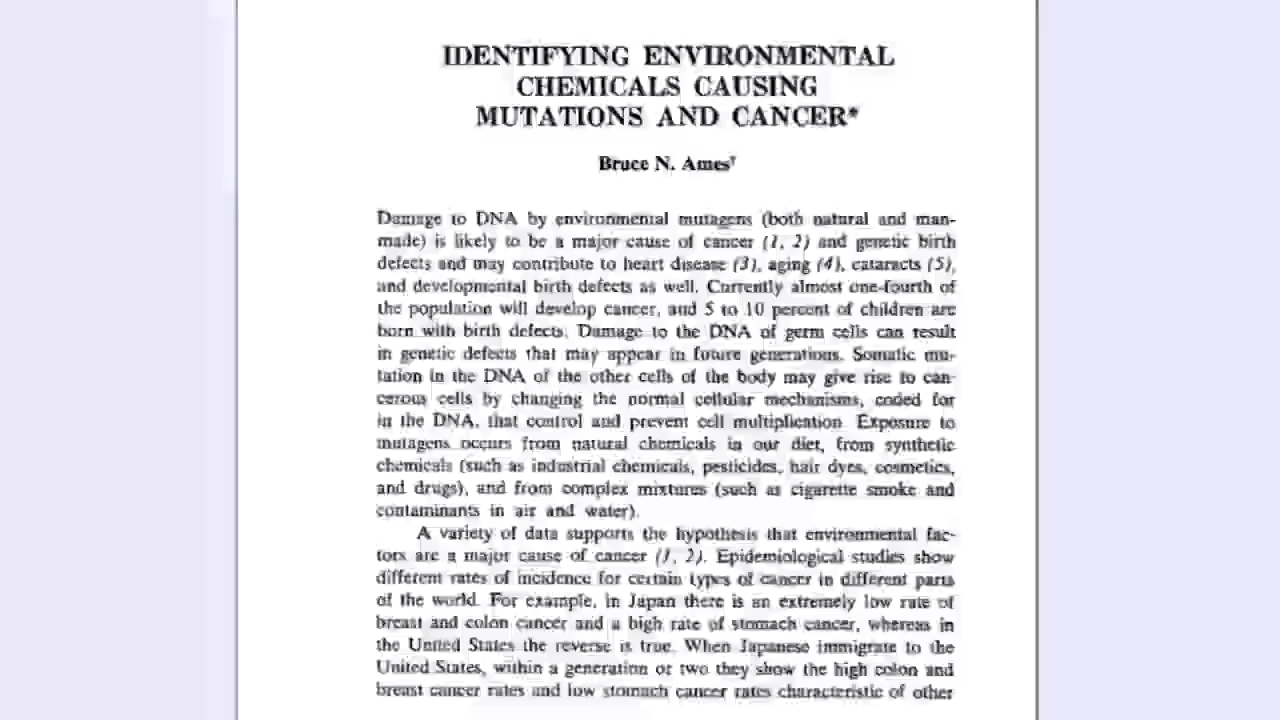 IDENTIFYING ENVIRONMENTAL
CHEMICALS CAUSING
MUTATIONS AND CANCER*
Bruce N. Ames†
Damage to DNA by environmental mutagens (both natural and man-
made) is likely to be a major cause of cancer (1, 2) and genetic birth
defects and may contribute to heart disease (3), aging (4), cataracts (5),
and developmental birth defects as well. Currently almost one-fourth of
the population will develop cancer, and 5 to 10 percent of children are
born with birth defects. Damage to the DNA of germ cells can result
in genetic defects that may appear in future generations. Somatic mu-
tation in the DNA of the other cells of the body may give rise to can-
cerous cells by changing the normal cellular mechanisms, coded for
in the DNA, that control and prevent cell multiplication. Exposure to
mutagens occurs from natural chemicals in our diet, from synthetic
chemicals (such as industrial chemicals, pesticides, hair dyes, cosmetics,
and drugs), and from complex mixtures (such as cigarette smoke and
contaminants in air and water).
A variety of data supports the hypothesis that environmental fac-
tors are a major cause of cancer (1, 2). Epidemiological studies show
different rates of incidence for certain types of cancer in different parts
of the world. For example, in Japan there is an extremely low rate of
breast and colon cancer and a high rate of stomach cancer, whereas in
the United States the reverse is true. When Japanese immigrate to the
United States, within a generation or two they show the high colon and
breast cancer rates and low stomach cancer rates characteristic of other